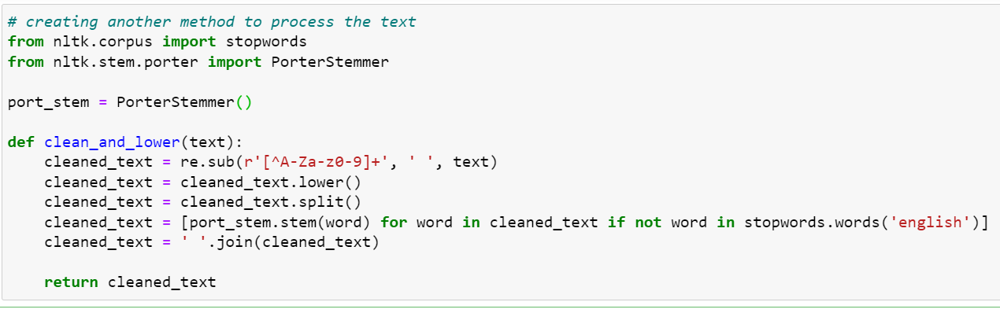 # creating another method to process the text
from nltk.corpus import stopwords
from nltk.stem.porter import PorterStemmer

port_stem = PorterStemmer()

def clean_and_lower(text):
    cleaned_text = re.sub(r'[^A-Za-z0-9]+', ' ', text)
    cleaned_text = cleaned_text.lower()
    cleaned_text = cleaned_text.split()
    cleaned_text = [port_stem.stem(word) for word in cleaned_text if not word in stopwords.words('english')]
    cleaned_text = ' '.join(cleaned_text)

    return cleaned_text